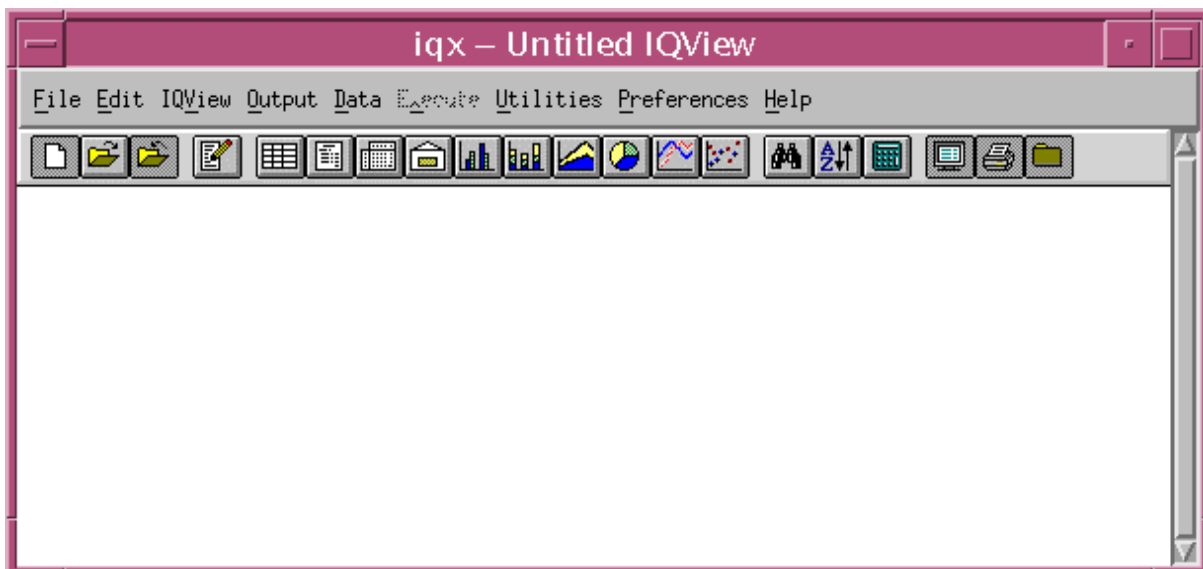 iqx – Untitled IQView
File Edit IQView Output Data Execute Utilities Preferences Help